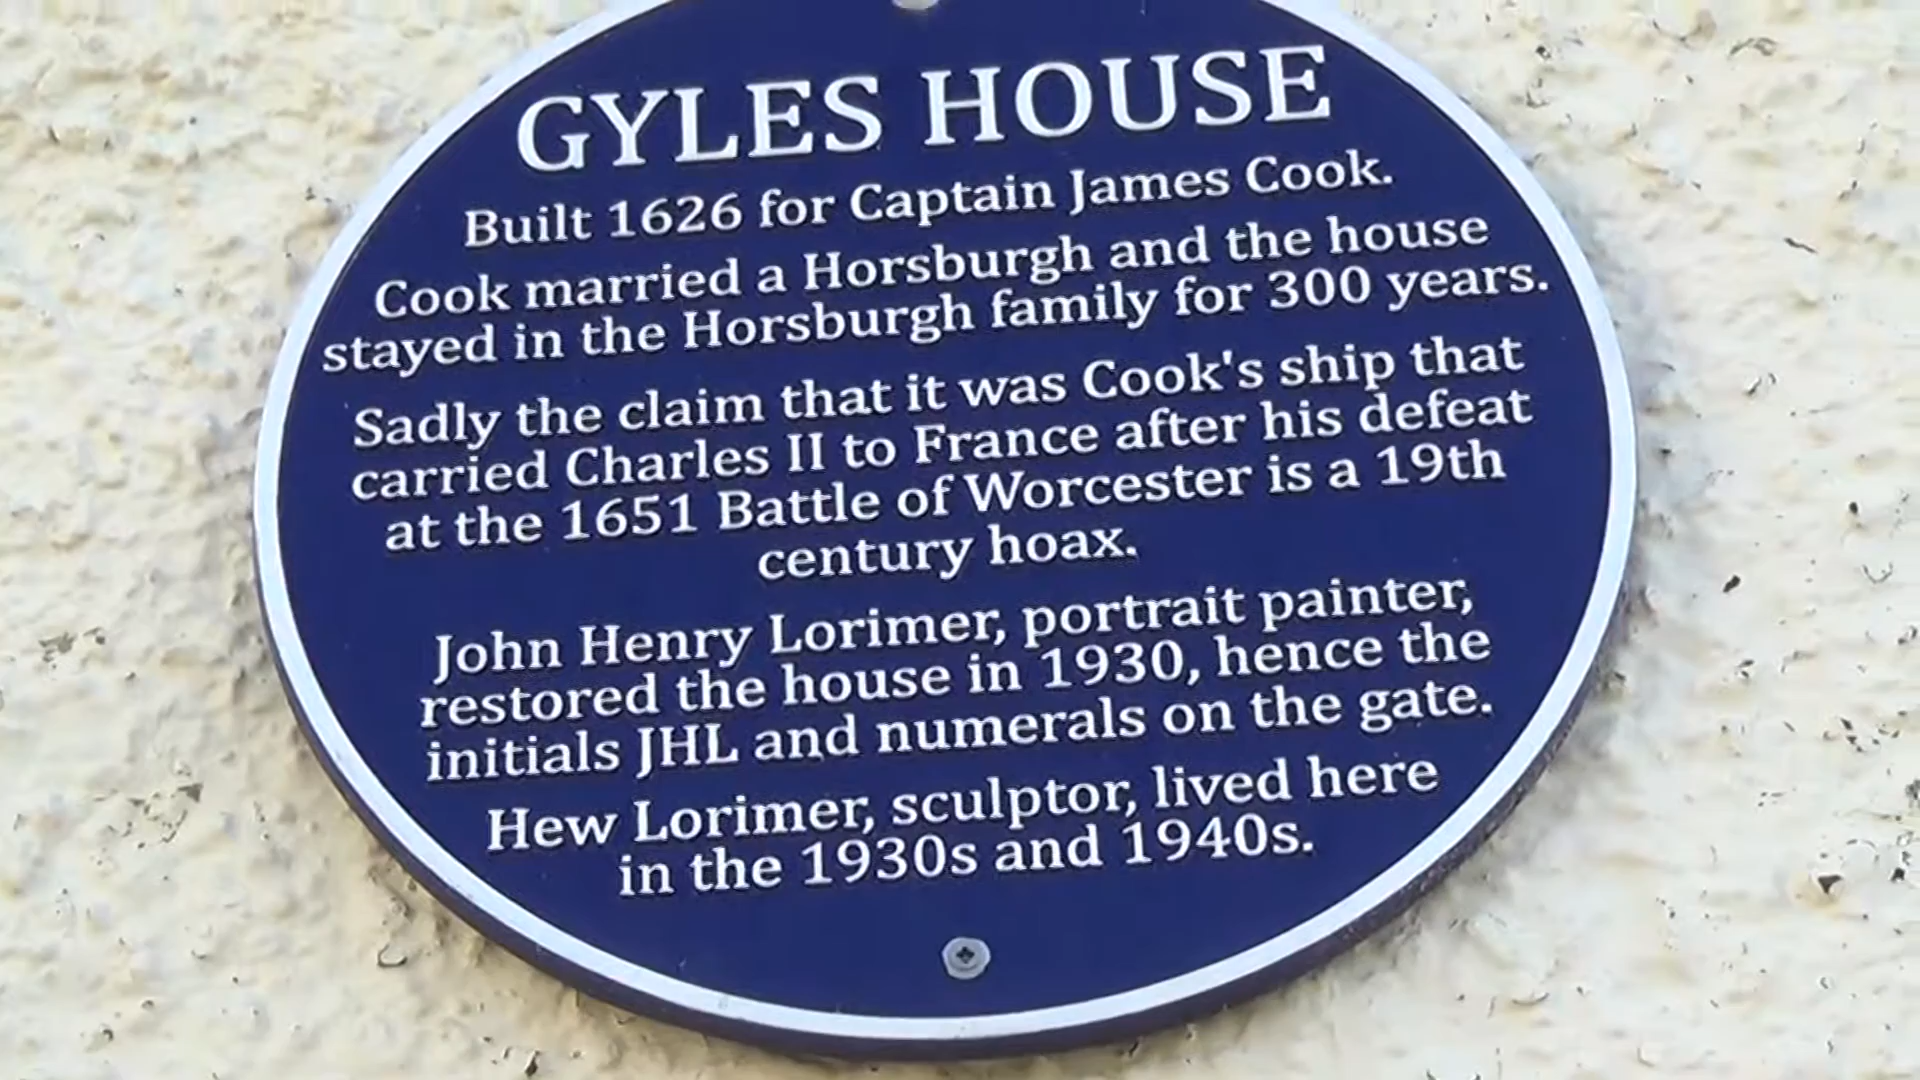 GYLES HOUSE
Built 1626 for Captain James Cook.
Cook married a Horsburgh and the house
stayed in the Horsburgh family for 300 years.
Sadly the claim that it was Cook's ship that
carried Charles II to France after his defeat
at the 1651 Battle of Worcester is a 19th
century hoax.
John Henry Lorimer, portrait painter,
restored the house in 1930, hence the
initials JHL and numerals on the gate.
Hew Lorimer, sculptor, lived here
in the 1930s and 1940s.